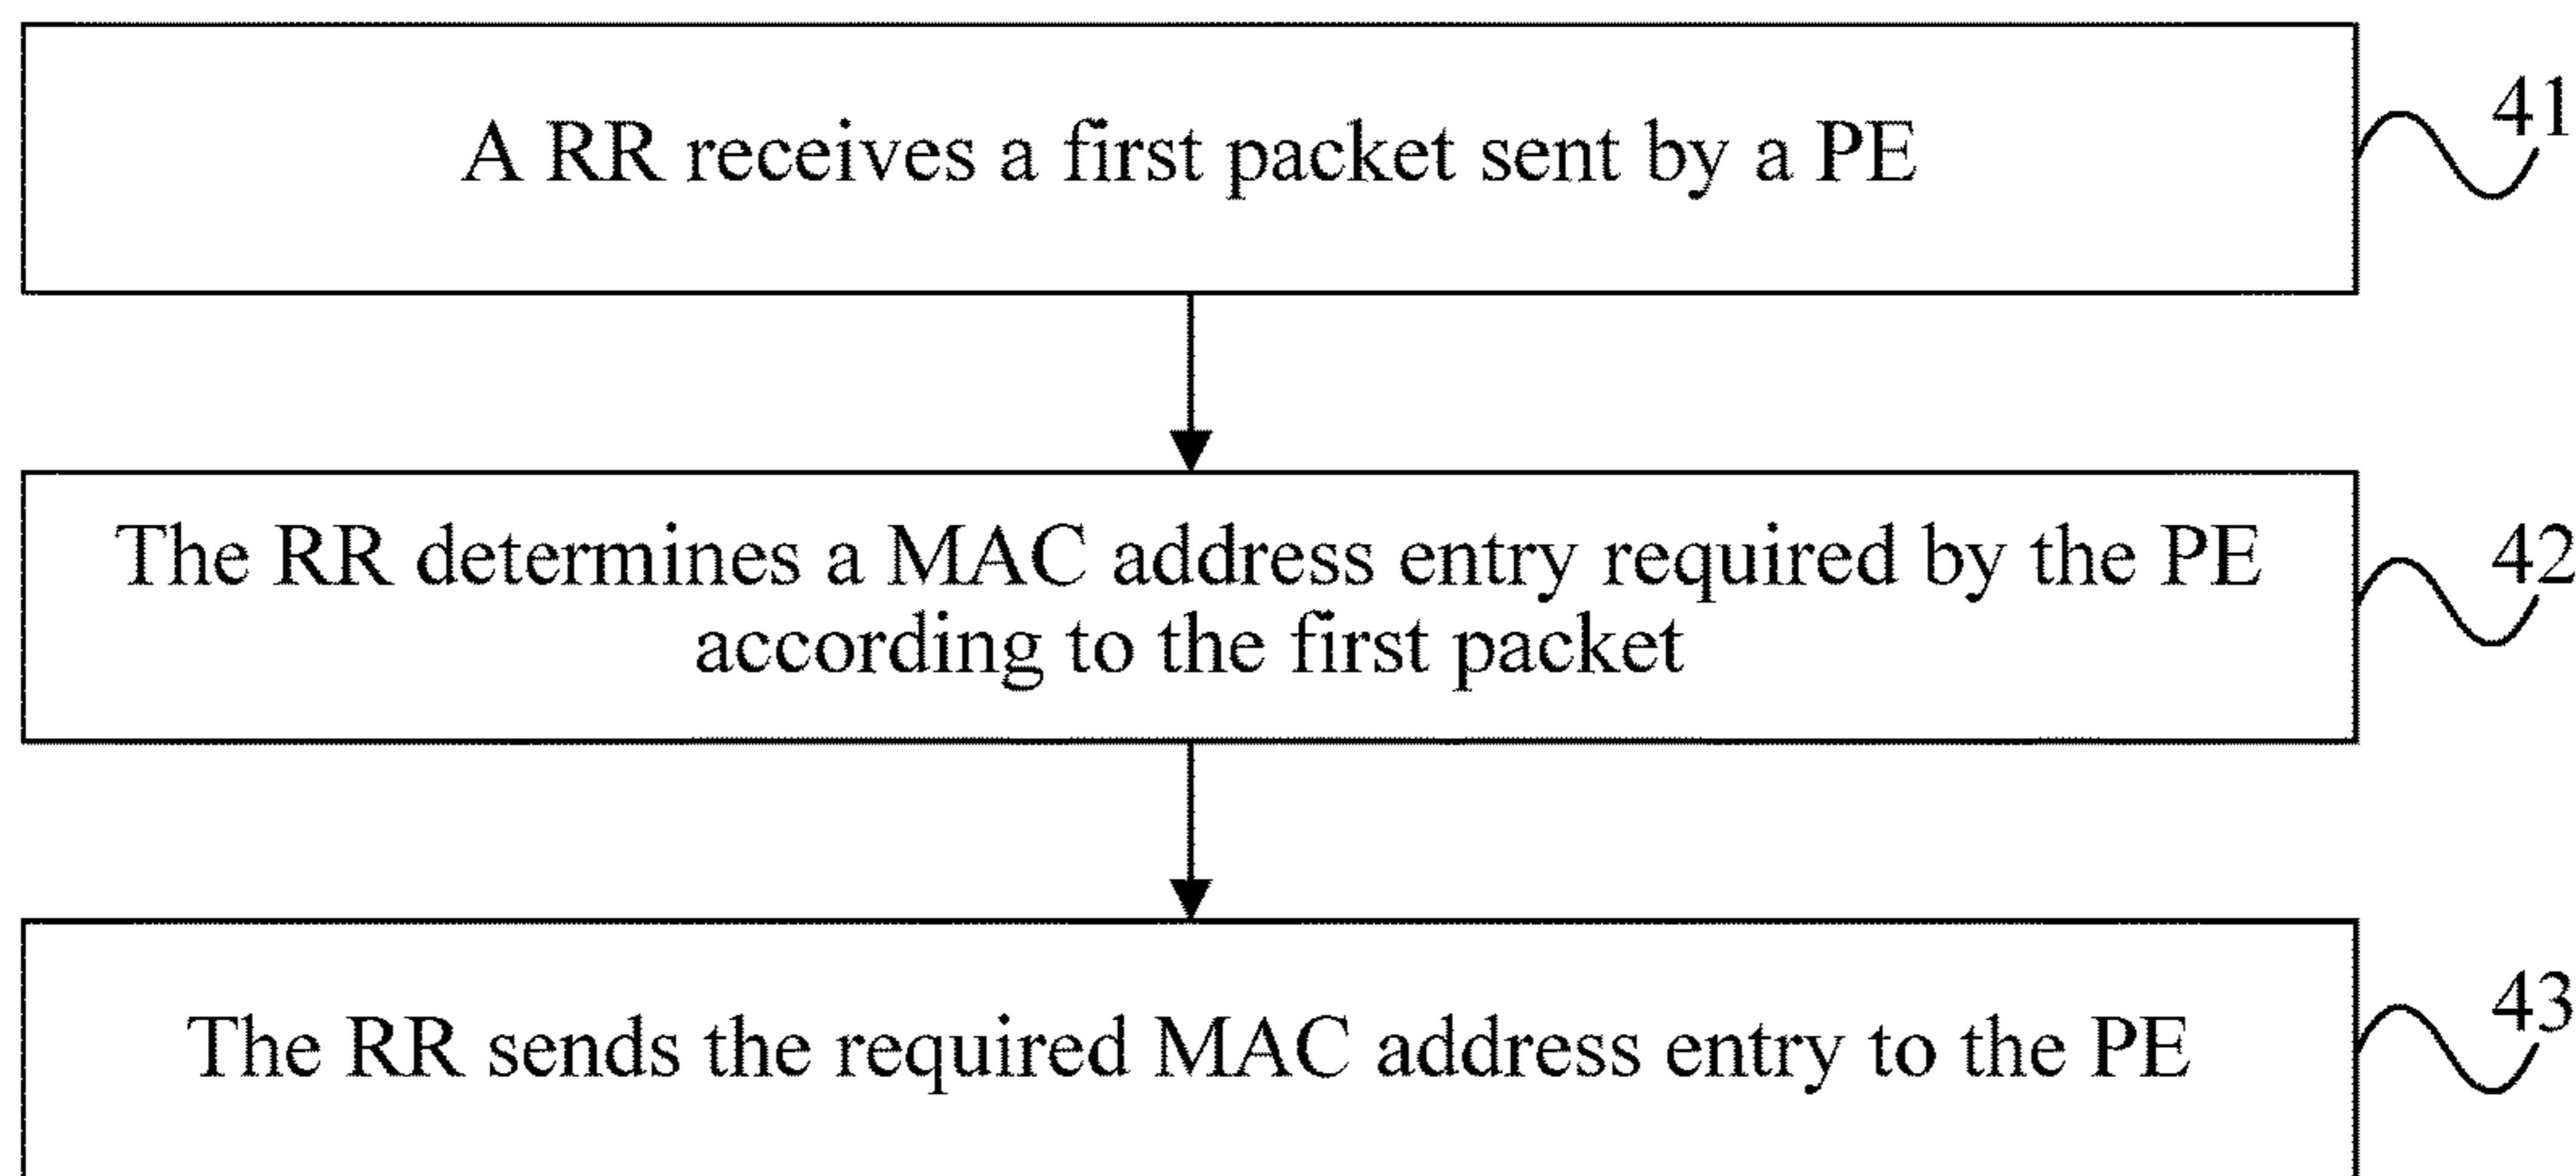 A RR receives a first packet sent by a PE
41
The RR determines a MAC address entry required by the PE
according to the first packet
42
The RR sends the required MAC address entry to the PE
43